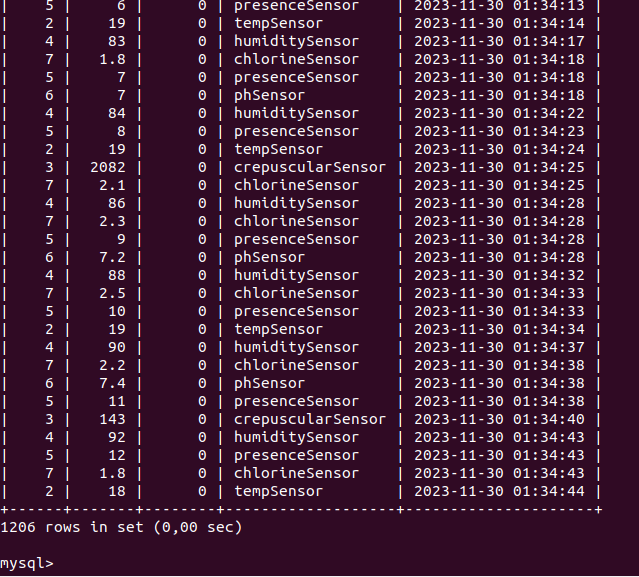 |    5 |     6 |      0 | presenceSensor     | 2023-11-30 01:34:13 |
|    2 |    19 |      0 | tempSensor         | 2023-11-30 01:34:14 |
|    4 |    83 |      0 | humiditySensor     | 2023-11-30 01:34:17 |
|    7 |   1.8 |      0 | chlorineSensor     | 2023-11-30 01:34:18 |
|    5 |     7 |      0 | presenceSensor     | 2023-11-30 01:34:18 |
|    6 |     7 |      0 | phSensor           | 2023-11-30 01:34:18 |
|    4 |    84 |      0 | humiditySensor     | 2023-11-30 01:34:22 |
|    5 |     8 |      0 | presenceSensor     | 2023-11-30 01:34:23 |
|    2 |    19 |      0 | tempSensor         | 2023-11-30 01:34:24 |
|    3 |  2082 |      0 | crepuscularSensor  | 2023-11-30 01:34:25 |
|    7 |   2.1 |      0 | chlorineSensor     | 2023-11-30 01:34:25 |
|    4 |    86 |      0 | humiditySensor     | 2023-11-30 01:34:28 |
|    7 |   2.3 |      0 | chlorineSensor     | 2023-11-30 01:34:28 |
|    5 |     9 |      0 | presenceSensor     | 2023-11-30 01:34:28 |
|    6 |   7.2 |      0 | phSensor           | 2023-11-30 01:34:28 |
|    4 |    88 |      0 | humiditySensor     | 2023-11-30 01:34:32 |
|    7 |   2.5 |      0 | chlorineSensor     | 2023-11-30 01:34:33 |
|    5 |    10 |      0 | presenceSensor     | 2023-11-30 01:34:33 |
|    2 |    19 |      0 | tempSensor         | 2023-11-30 01:34:34 |
|    4 |    90 |      0 | humiditySensor     | 2023-11-30 01:34:37 |
|    7 |   2.2 |      0 | chlorineSensor     | 2023-11-30 01:34:38 |
|    6 |   7.4 |      0 | phSensor           | 2023-11-30 01:34:38 |
|    5 |    11 |      0 | presenceSensor     | 2023-11-30 01:34:38 |
|    3 |   143 |      0 | crepuscularSensor  | 2023-11-30 01:34:40 |
|    4 |    92 |      0 | humiditySensor     | 2023-11-30 01:34:43 |
|    5 |    12 |      0 | presenceSensor     | 2023-11-30 01:34:43 |
|    7 |   1.8 |      0 | chlorineSensor     | 2023-11-30 01:34:43 |
|    2 |    18 |      0 | tempSensor         | 2023-11-30 01:34:44 |
+------+-------+--------+--------------------+---------------------+
1206 rows in set (0,00 sec)
mysql>